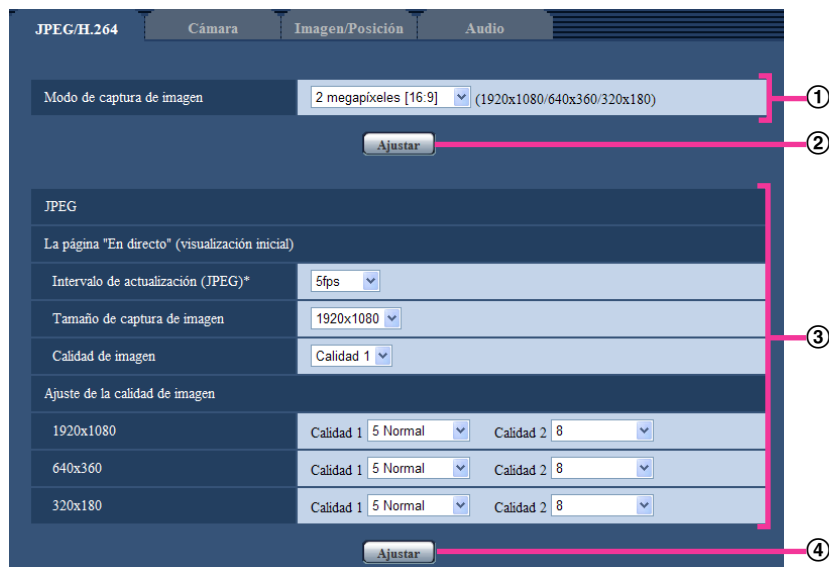 JPEG/H.264 Cámara Imagen/Posición Audio
Modo de captura de imagen 2 megapíxeles [16:9] (1920x1080/640x360/320x180) ①
Ajustar ②
JPEG
La página "En directo" (visualización inicial)
Intervalo de actualización (JPEG)* 5fps
Tamaño de captura de imagen 1920x1080
③
Calidad de imagen Calidad 1
Ajuste de la calidad de imagen
1920x1080 Calidad 1 5 Normal Calidad 2 8
640x360 Calidad 1 5 Normal Calidad 2 8
320x180 Calidad 1 5 Normal Calidad 2 8
Ajustar ④